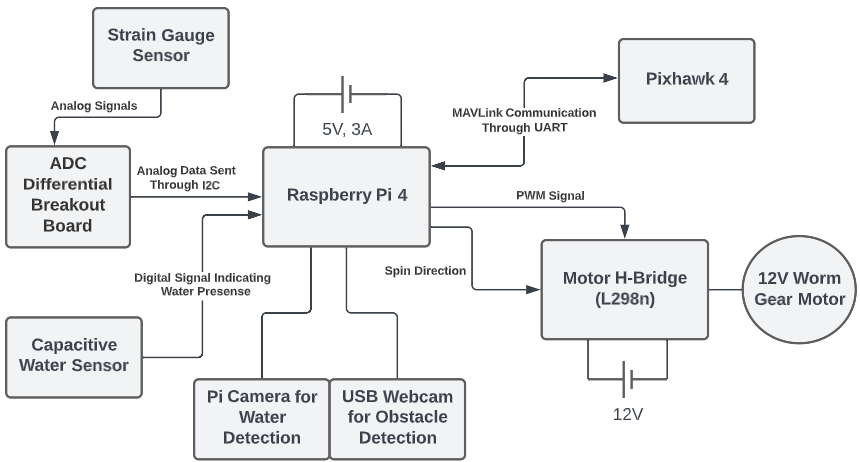 Strain Gauge
Sensor
Analog Signals
ADC
Differential
Breakout
Board
Analog Data Sent
Through I2C
5V, 3A
Raspberry Pi 4
MAVLink Communication
Through UART
Pixhawk 4
PWM Signal
Spin Direction
Motor H-Bridge
(L298n)
12V Worm
Gear Motor
12V
Digital Signal Indicating
Water Presense
Capacitive
Water Sensor
Pi Camera for
Water
Detection
USB Webcam
for Obstacle
Detection